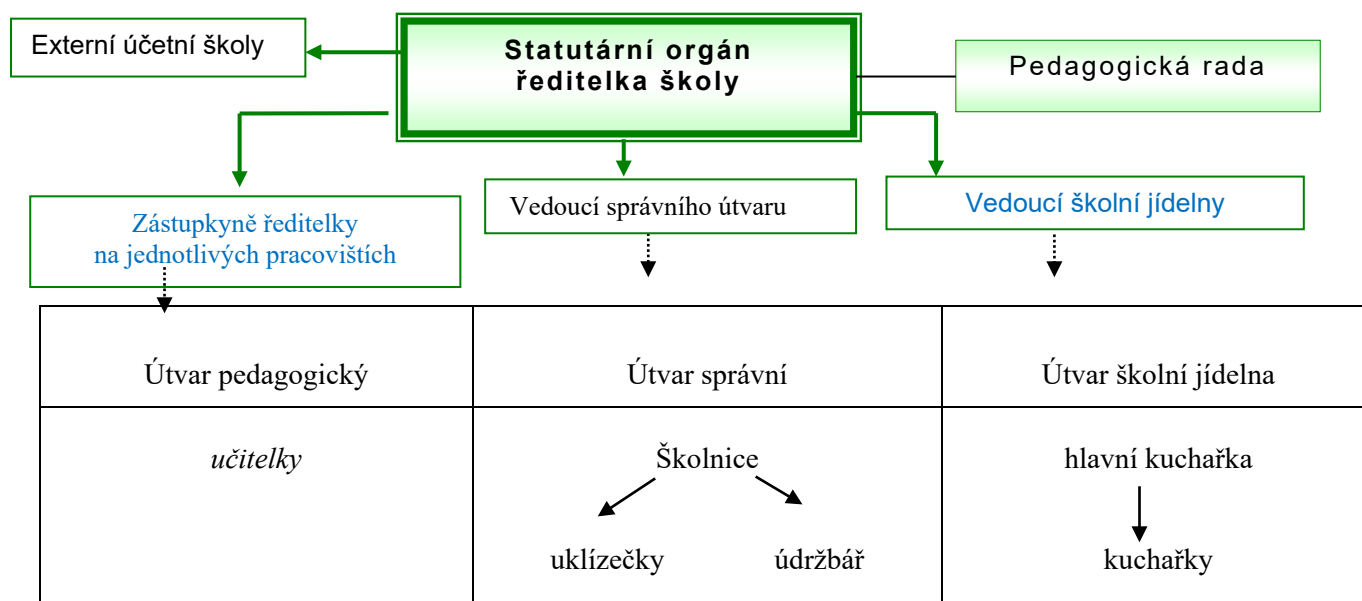 Externí účetní školy
Statutární orgán
ředitelka školy
Pedagogická rada
Zástupkyně ředitelky
na jednotlivých pracovištích
Vedoucí správního útvaru
Vedoucí školní jídelny
Útvar pedagogický
Útvar správní
Útvar školní jídelna
učitelky
Školnice
hlavní kuchařka
uklízečky
údržbář
kuchařky